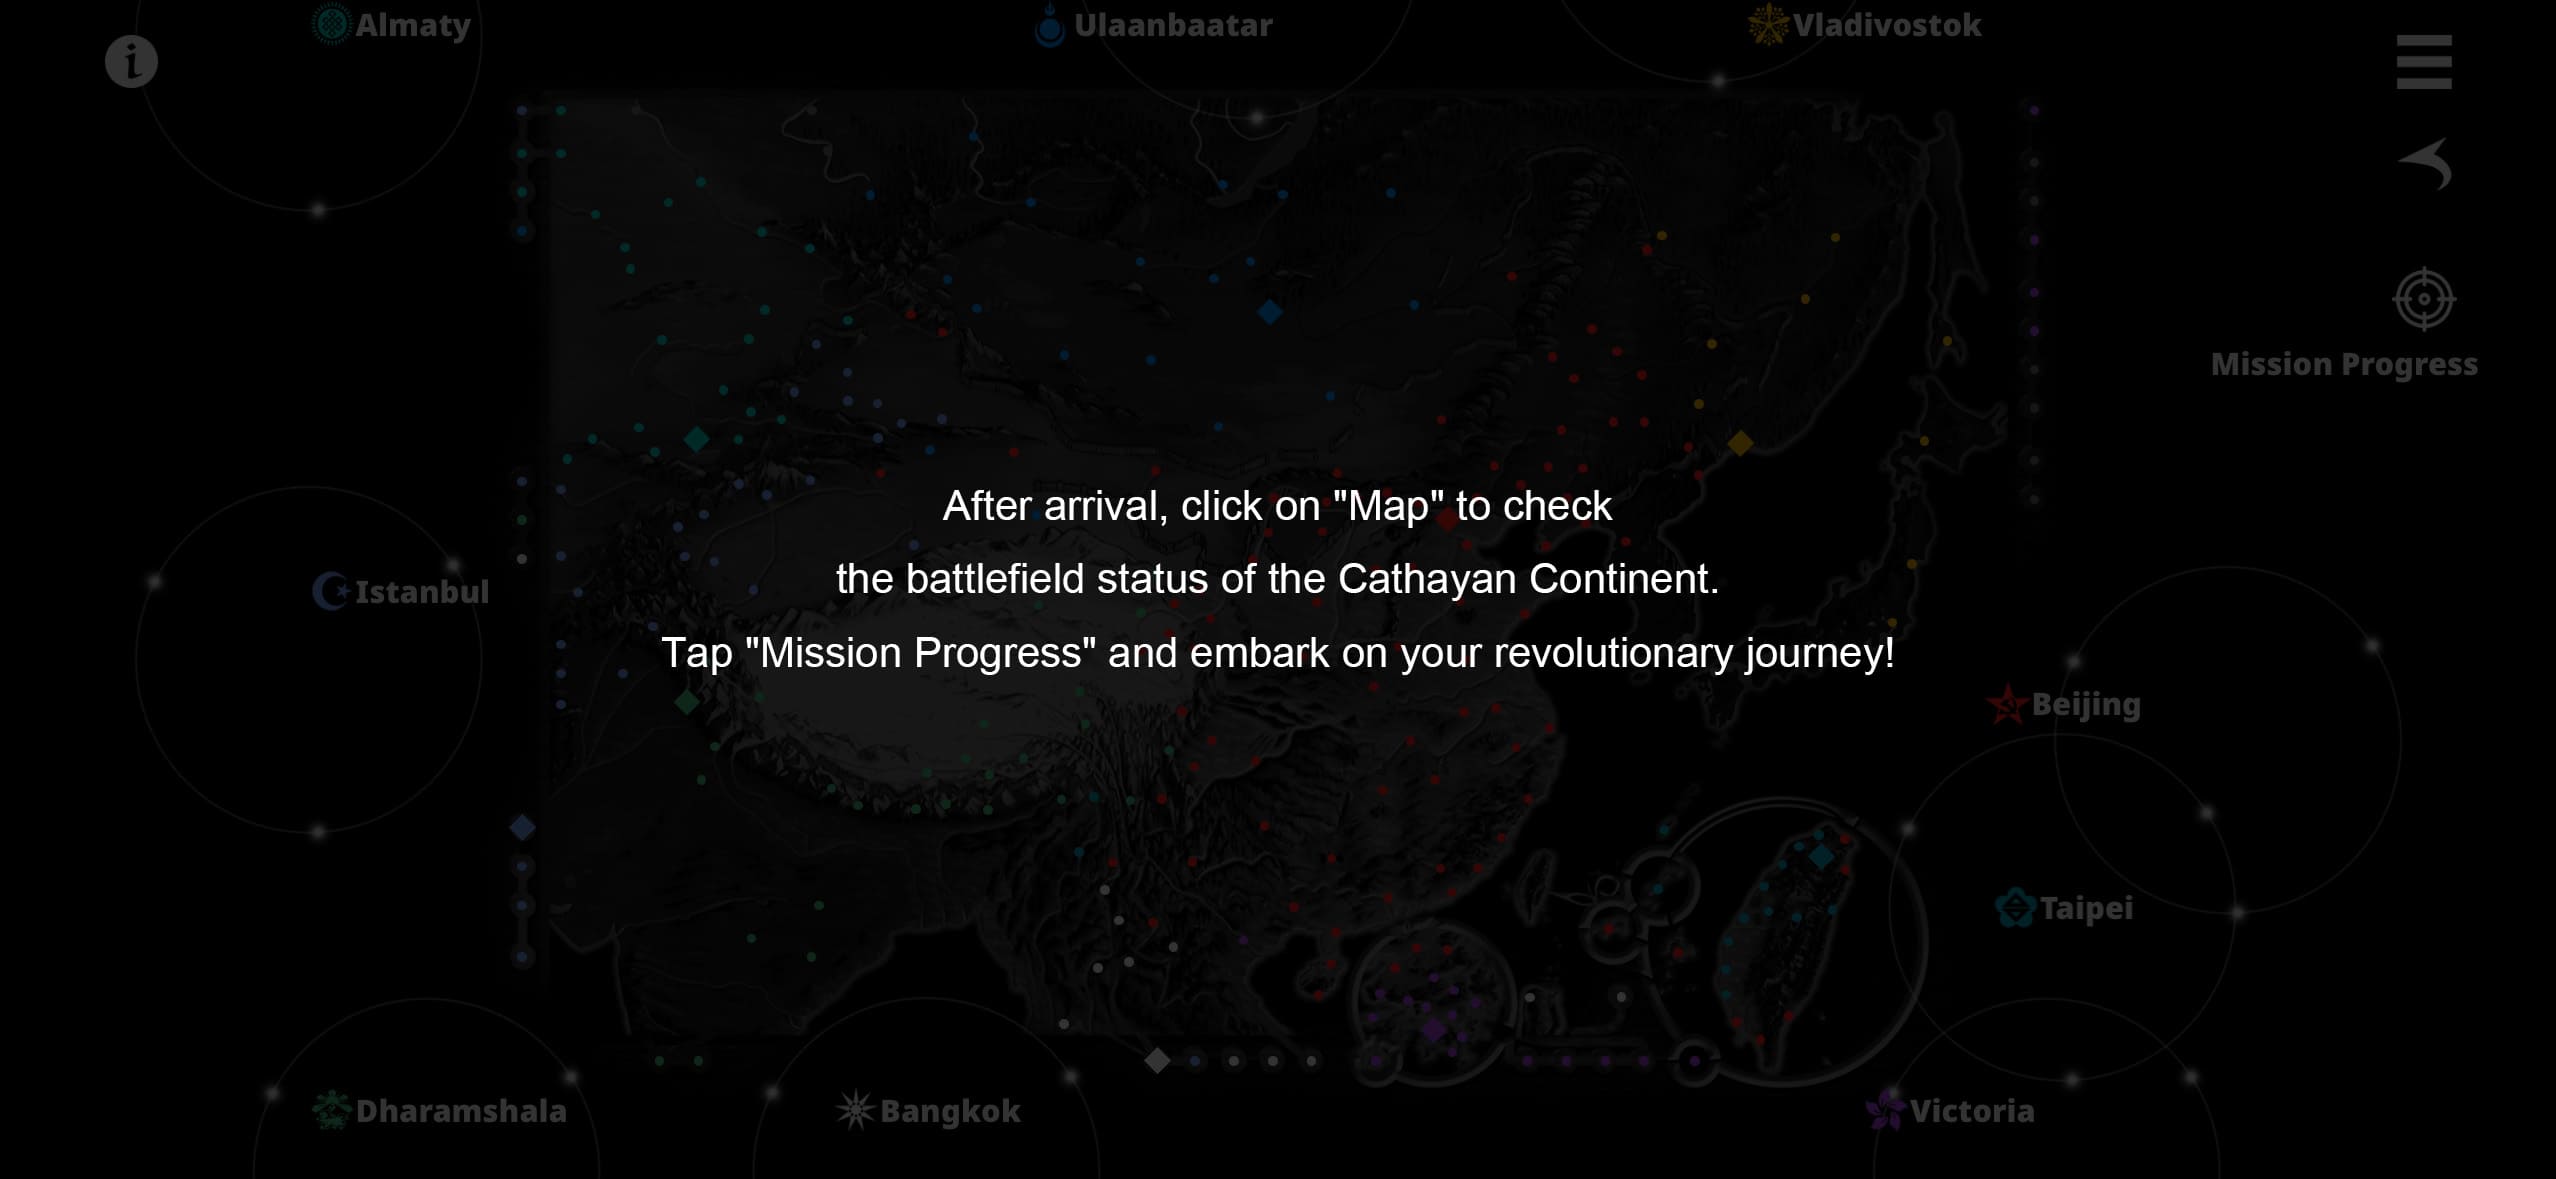 Almaty
Ulaanbaatar
Vladivostok
i
Mission Progress
After arrival, click on "Map" to check
the battlefield status of the Cathayan Continent.
Tap "Mission Progress" and embark on your revolutionary journey!
Istanbul
Beijing
Taipei
Dharamshala
Bangkok
Victoria